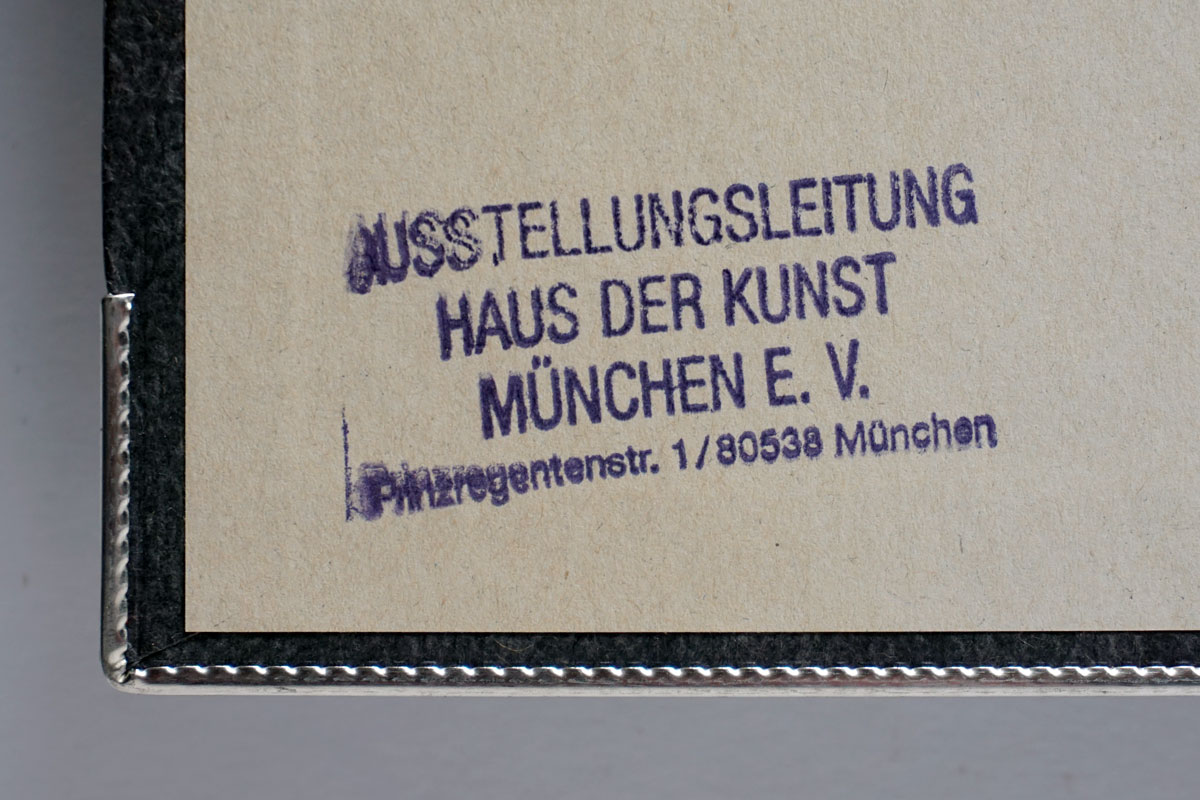 AUSSTELLUNGSLEITUNG
HAUS DER KUNST
MÜNCHEN E. V.
Prinzregentenstr. 1/80538 München